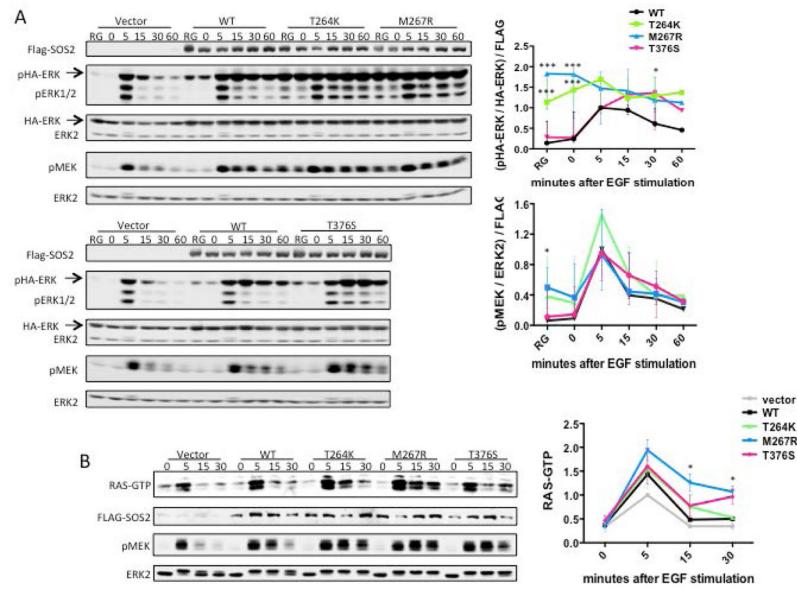 A
Vector WT T264K M267R
RG 0 5 15 30 60 RG 0 5 15 30 60 RG 0 5 15 30 60 RG 0 5 15 30 60
Flag-SOS2
pHA-ERK
pERK1/2
HA-ERK
ERK2
pMEK
ERK2
Vector WT T376S
RG 0 5 15 30 60 RG 0 5 15 30 60 RG 0 5 15 30 60
Flag-SOS2
pHA-ERK
pERK1/2
HA-ERK
ERK2
pMEK
ERK2
WT
T264K
M267R
T376S
(pHA-ERK / HA-ERK) / FLAG
2.5
2.0
1.5
1.0
0.5
0.0
*** ***
*** ***
*
RG 0 5 15 30 60
minutes after EGF stimulation
(pMEK / ERK2) / FLAG
1.6
1.2
0.8
0.4
0.0
*
RG 0 5 15 30 60
minutes after EGF stimulation
B
Vector WT T264K M267R T376S
0 5 15 30 0 5 15 30 0 5 15 30 0 5 15 30 0 5 15 30
RAS-GTP
FLAG-SOS2
pMEK
ERK2
vector
WT
T264K
M267R
T376S
RAS-GTP
2.5
2.0
1.5
1.0
0.5
0.0
* *
0 5 15 30
minutes after EGF stimulation